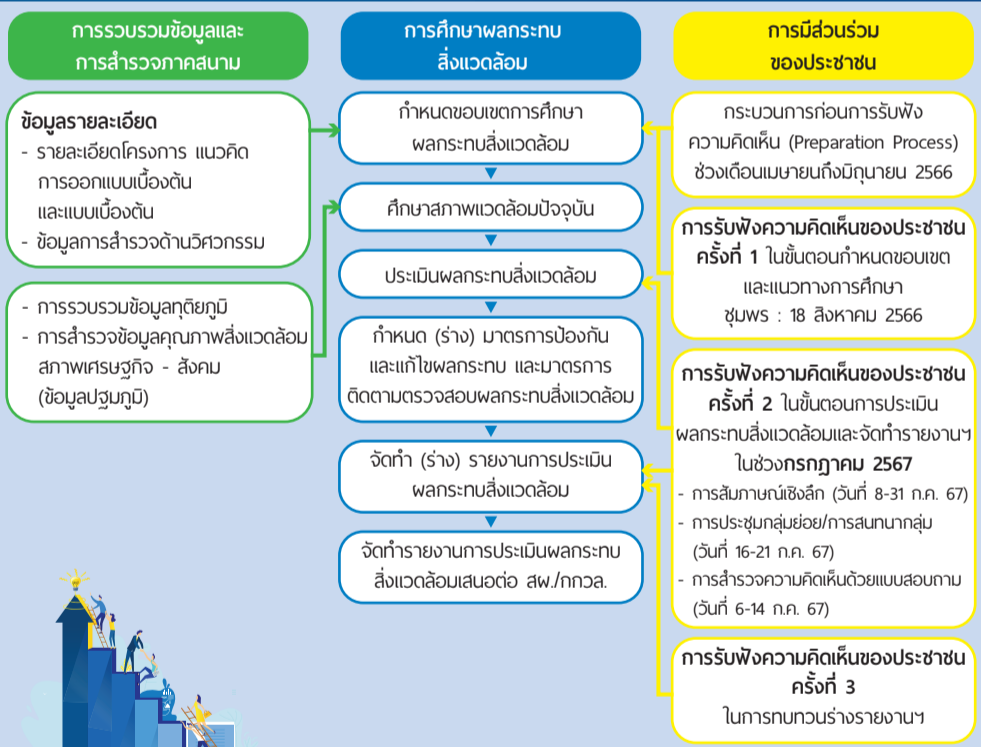 การรวบรวมข้อมูลและ
การสำรวจภาคสนาม
ข้อมูลรายละเอียด
- รายละเอียดโครงการ แนวคิด
การออกแบบเบื้องต้น
และแบบเบื้องต้น
- ข้อมูลการสำรวจด้านวิศวกรรม
- การรวบรวมข้อมูลทุติยภูมิ
- การสำรวจข้อมูลคุณภาพสิ่งแวดล้อม
สภาพเศรษฐกิจ - สังคม
(ข้อมูลปฐมภูมิ)
การศึกษาผลกระทบ
สิ่งแวดล้อม
กำหนดขอบเขตการศึกษา
ผลกระทบสิ่งแวดล้อม
ศึกษาสภาพแวดล้อมปัจจุบัน
ประเมินผลกระทบสิ่งแวดล้อม
กำหนด (ร่าง) มาตรการป้องกัน
และแก้ไขผลกระทบ และมาตรการ
ติดตามตรวจสอบผลกระทบสิ่งแวดล้อม
จัดทำ (ร่าง) รายงานการประเมิน
ผลกระทบสิ่งแวดล้อม
จัดทำรายงานการประเมินผลกระทบ
สิ่งแวดล้อมเสนอต่อ สผ./กกวล.
การมีส่วนร่วม
ของประชาชน
กระบวนการก่อนการรับฟัง
ความคิดเห็น (Preparation Process)
ช่วงเดือนเมษายนถึงมิถุนายน 2566
การรับฟังความคิดเห็นของประชาชน
ครั้งที่ 1 ในขั้นตอนกำหนดขอบเขต
และแนวทางการศึกษา
ชุมพร : 18 สิงหาคม 2566
การรับฟังความคิดเห็นของประชาชน
ครั้งที่ 2 ในขั้นตอนการประเมิน
ผลกระทบสิ่งแวดล้อมและจัดทำรายงานฯ
ในช่วงกรกฎาคม 2567
- การสัมภาษณ์เชิงลึก (วันที่ 8-31 ก.ค. 67)
- การประชุมกลุ่มย่อย/การสนทนากลุ่ม
(วันที่ 16-21 ก.ค. 67)
- การสำรวจความคิดเห็นด้วยแบบสอบถาม
(วันที่ 6-14 ก.ค. 67)
การรับฟังความคิดเห็นของประชาชน
ครั้งที่ 3
ในการทบทวนร่างรายงานฯ